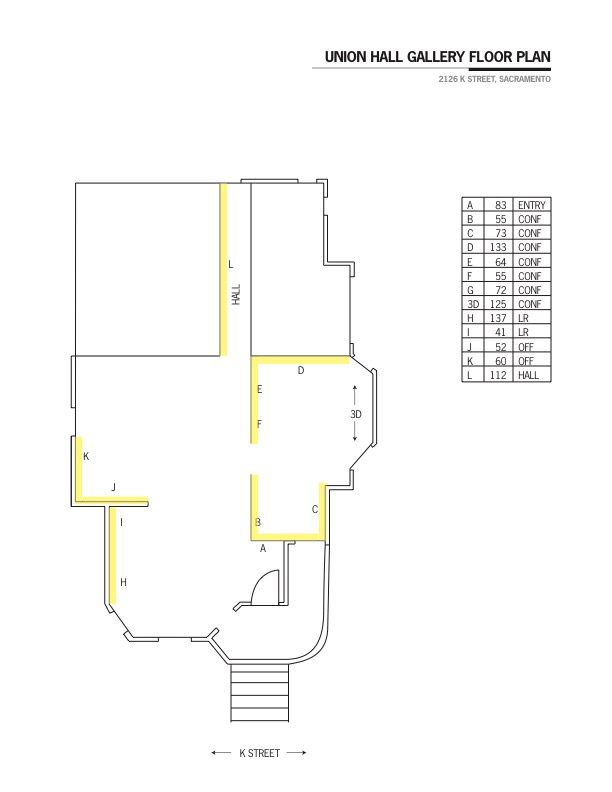 UNION HALL GALLERY FLOOR PLAN
2126 K STREET, SACRAMENTO
A 83 ENTRY
B 55 CONF
C 73 CONF
D 133 CONF
E 64 CONF
F 55 CONF
G 72 CONF
3D 125 CONF
H 137 LR
I 41 LR
J 52 OFF
K 60 OFF
L 112 HALL
L
HALL
D
E
3D
F
K
J
C
I
B
A
H
K STREET